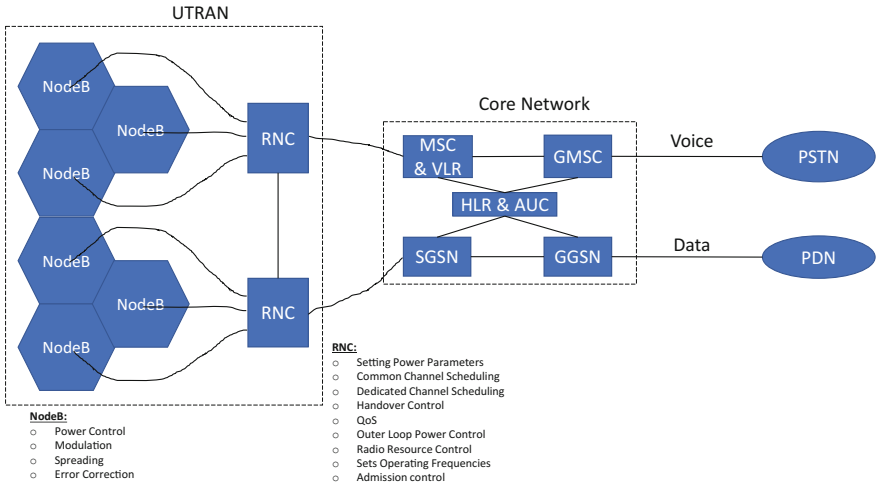 UTRAN
NodeB
NodeB
NodeB
NodeB
NodeB
NodeB
RNC
RNC
Core Network
MSC
& VLR
GMSC
HLR & AUC
SGSN
GGSN
Voice
Data
PSTN
PDN
NodeB:
○ Power Control
○ Modulation
○ Spreading
○ Error Correction
RNC:
○ Setting Power Parameters
○ Common Channel Scheduling
○ Dedicated Channel Scheduling
○ Handover Control
○ QoS
○ Outer Loop Power Control
○ Radio Resource Control
○ Sets Operating Frequencies
○ Admission control